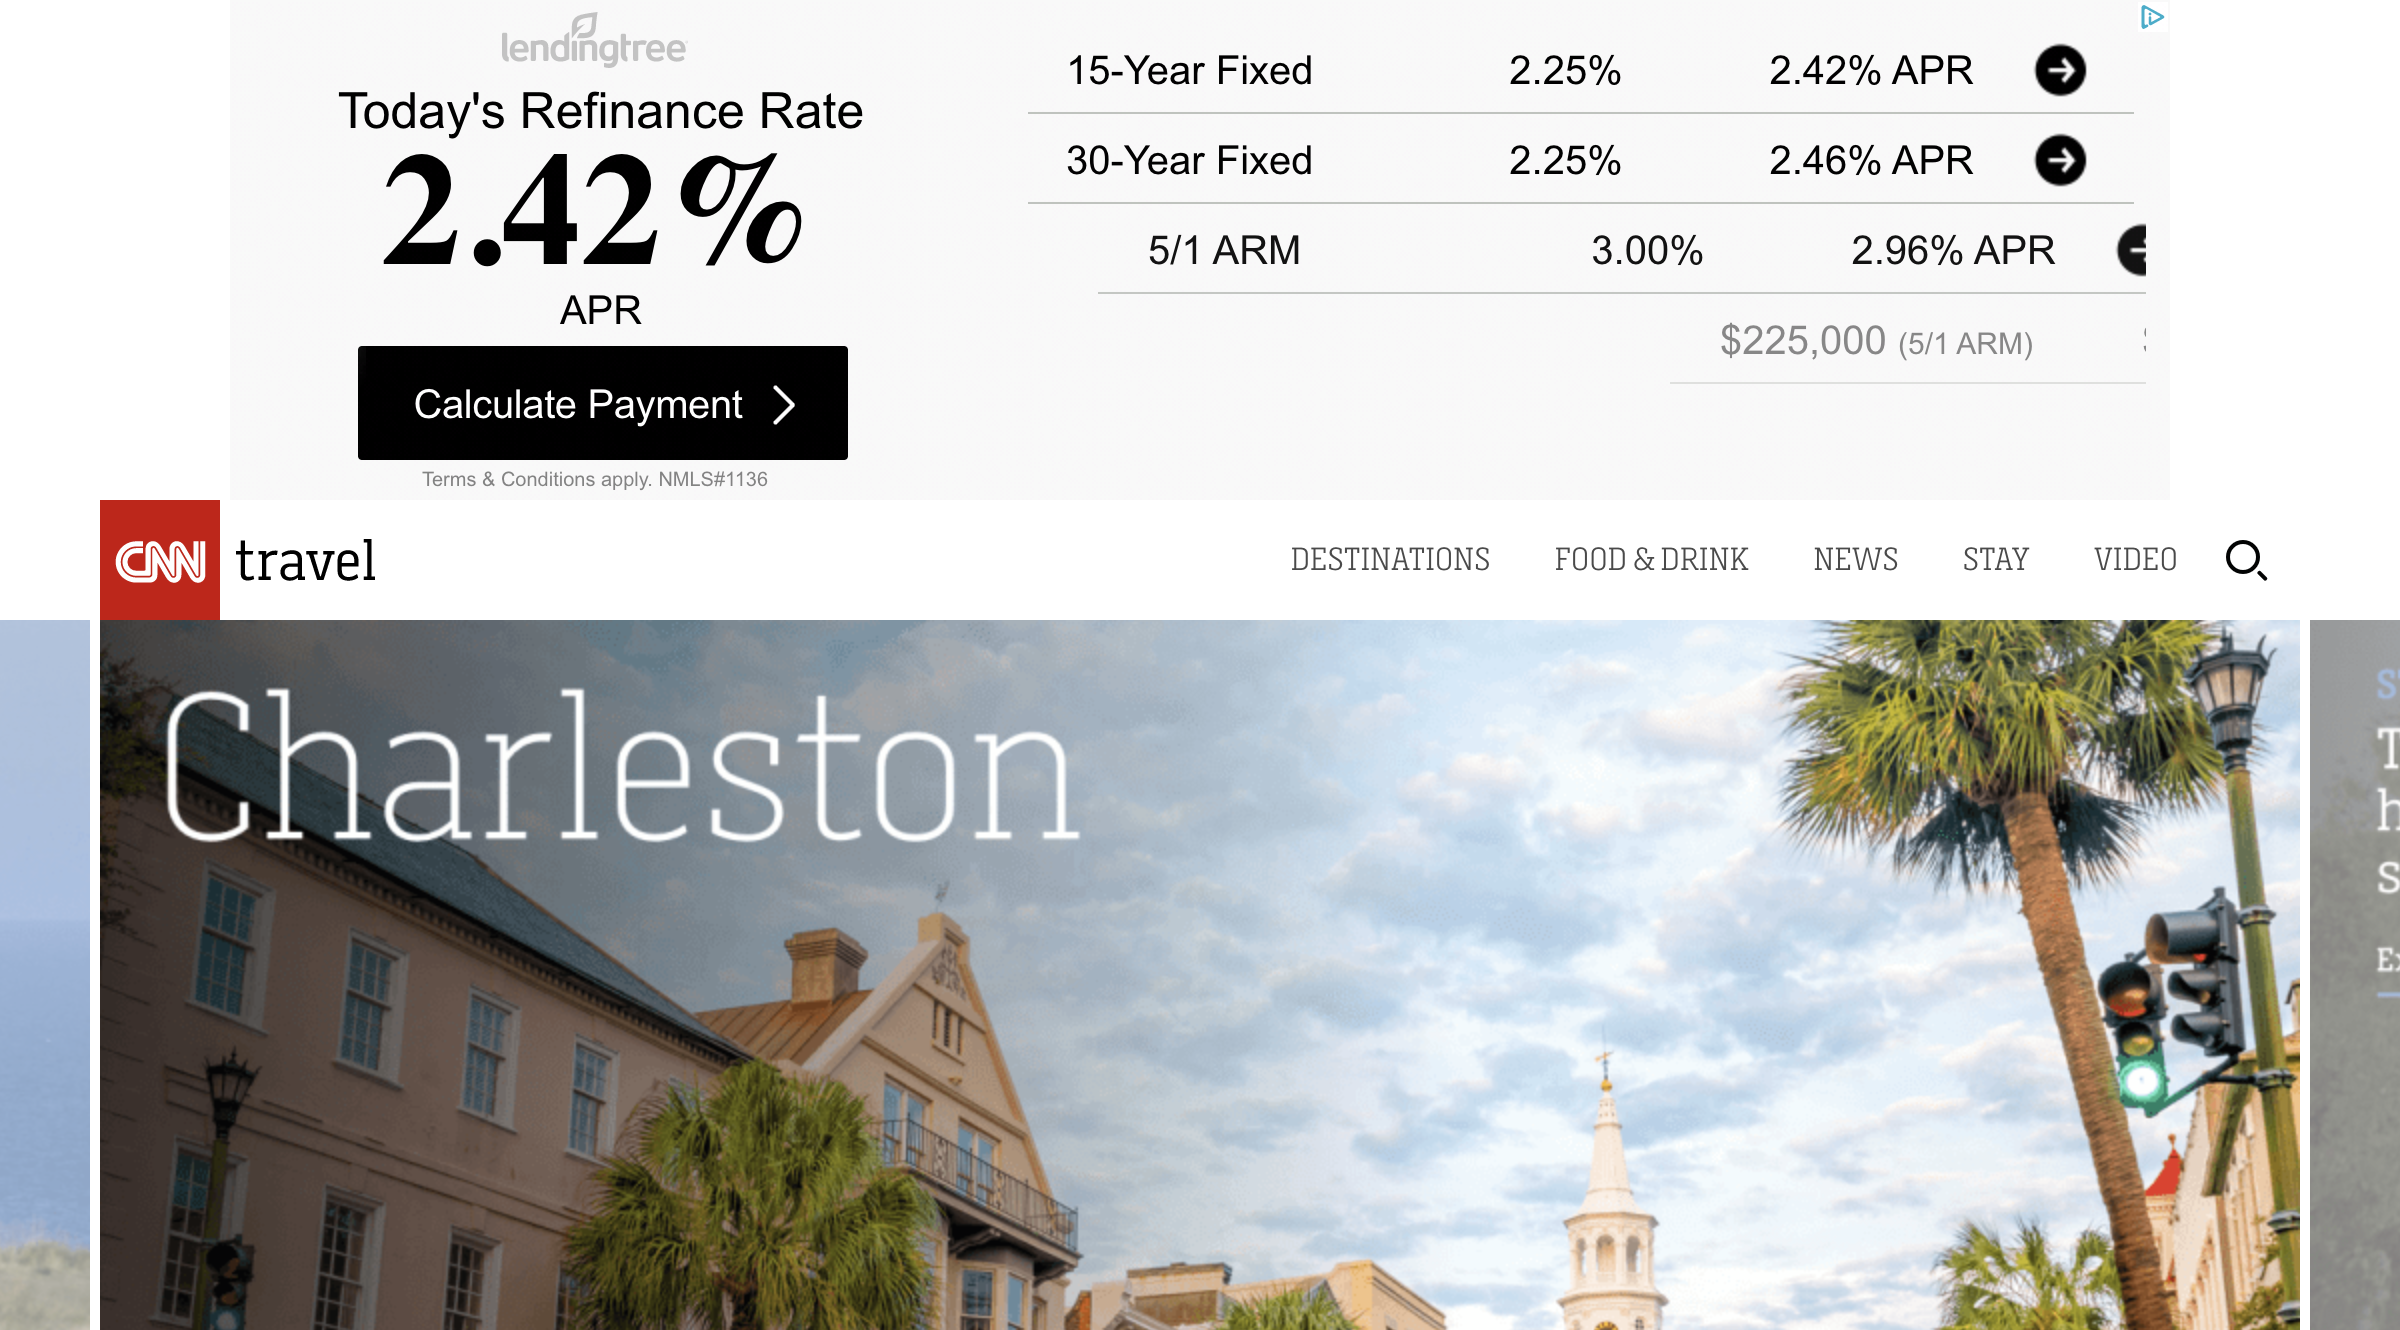 lendingtree
Today's Refinance Rate
2.42%
APR
Calculate Payment
Terms & Conditions apply. NMLS#1136
15-Year Fixed 2.25% 2.42% APR
30-Year Fixed 2.25% 2.46% APR
5/1 ARM 3.00% 2.96% APR
$225,000 (5/1 ARM)
CNN travel
DESTINATIONS FOOD & DRINK NEWS STAY VIDEO
Charleston